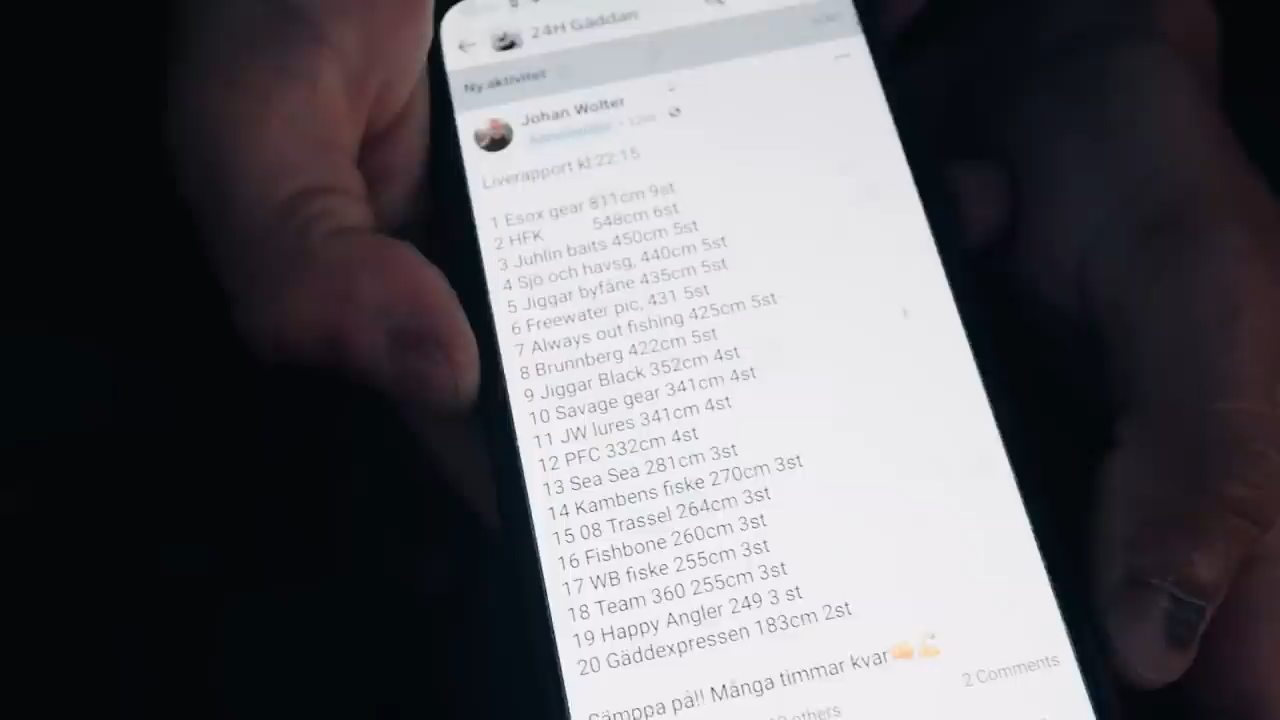 24H Gäddan
Ny aktivitet
Johan Wolter
Liverapport kl:22:15
1 Esox gear 811cm 9st
2 HFK 548cm 6st
3 Juhlin baits 450cm 5st
4 Sjö och havsg, 440cm 5st
5 Jiggar byfåne 435cm 5st
6 Freewater pic, 431 5st
7 Always out fishing 425cm 5st
8 Brunnberg 422cm 5st
9 Jiggar Black 352cm 4st
10 Savage gear 341cm 4st
11 JW lures 341cm 4st
12 PFC 332cm 4st
13 Sea Sea 281cm 3st
14 Kambens fiske 270cm 3st
15 08 Trassel 264cm 3st
16 Fishbone 260cm 3st
17 WB fiske 255cm 3st
18 Team 360 255cm 3st
19 Happy Angler 249 3 st
20 Gäddexpressen 183cm 2st
på!! Många timmar kvar
2 Comments
others